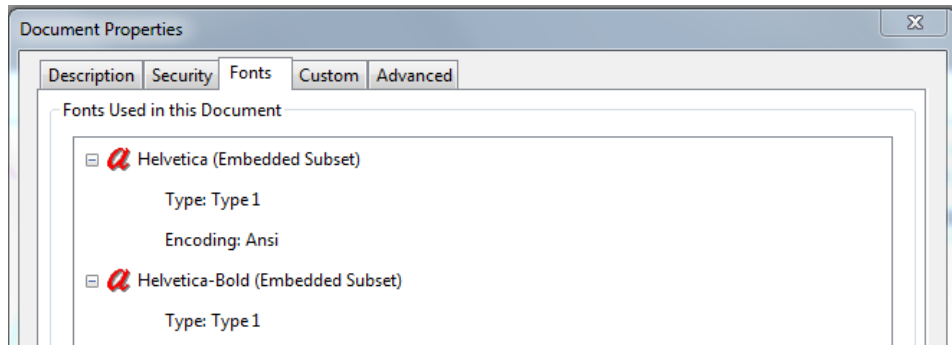 Document Properties
Description Security Fonts Custom Advanced
Fonts Used in this Document
Helvetica (Embedded Subset)
Type: Type 1
Encoding: Ansi
Helvetica-Bold (Embedded Subset)
Type: Type 1